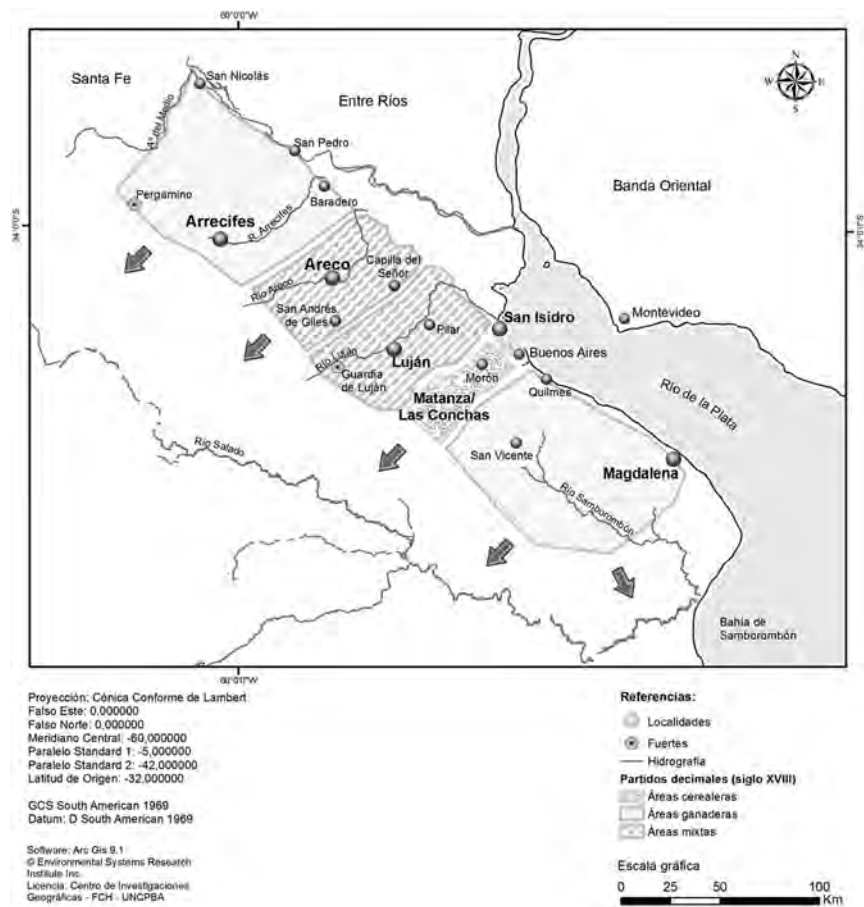 60°0'0"W
N
W
E
S
Santa Fe
San Nicolás
Entre Ríos
Aº. del Medio
San Pedro
Banda Oriental
Pergamino
Baradero
34°0'0"S
34°0'0"S
Arrecifes
R. Arrecifes
Areco
Capilla del
Señor
Río Areco
San Andrés
de Giles
Pilar
San Isidro
Montevideo
Río Luján
Luján
Buenos Aires
Guardia
de Luján
Morón
Quilmes
Matanza/
Las Conchas
Río de la Plata
Río Salado
San Vicente
Magdalena
Río Samborombón
Bahía de
Samborombón
60°0'0"W
Proyección: Cónica Conforme de Lambert
Falso Este: 0,000000
Falso Norte: 0,000000
Meridiano Central: -60,000000
Paralelo Standard 1: -5,000000
Paralelo Standard 2: -42,000000
Latitud de Origen: -32,000000
GCS South American 1969
Datum: D South American 1969
Software: Arc Gis 9.1
© Environmental Systems Research
Institute Inc.
Licencia: Centro de Investigaciones
Geográficas - FCH - UNCPBA
Referencias:
Localidades
Fuertes
Hidrografía
Partidos decimales (siglo XVIII)
Áreas cerealeras
Áreas ganaderas
Áreas mixtas
Escala gráfica
0 25 50 100
Km